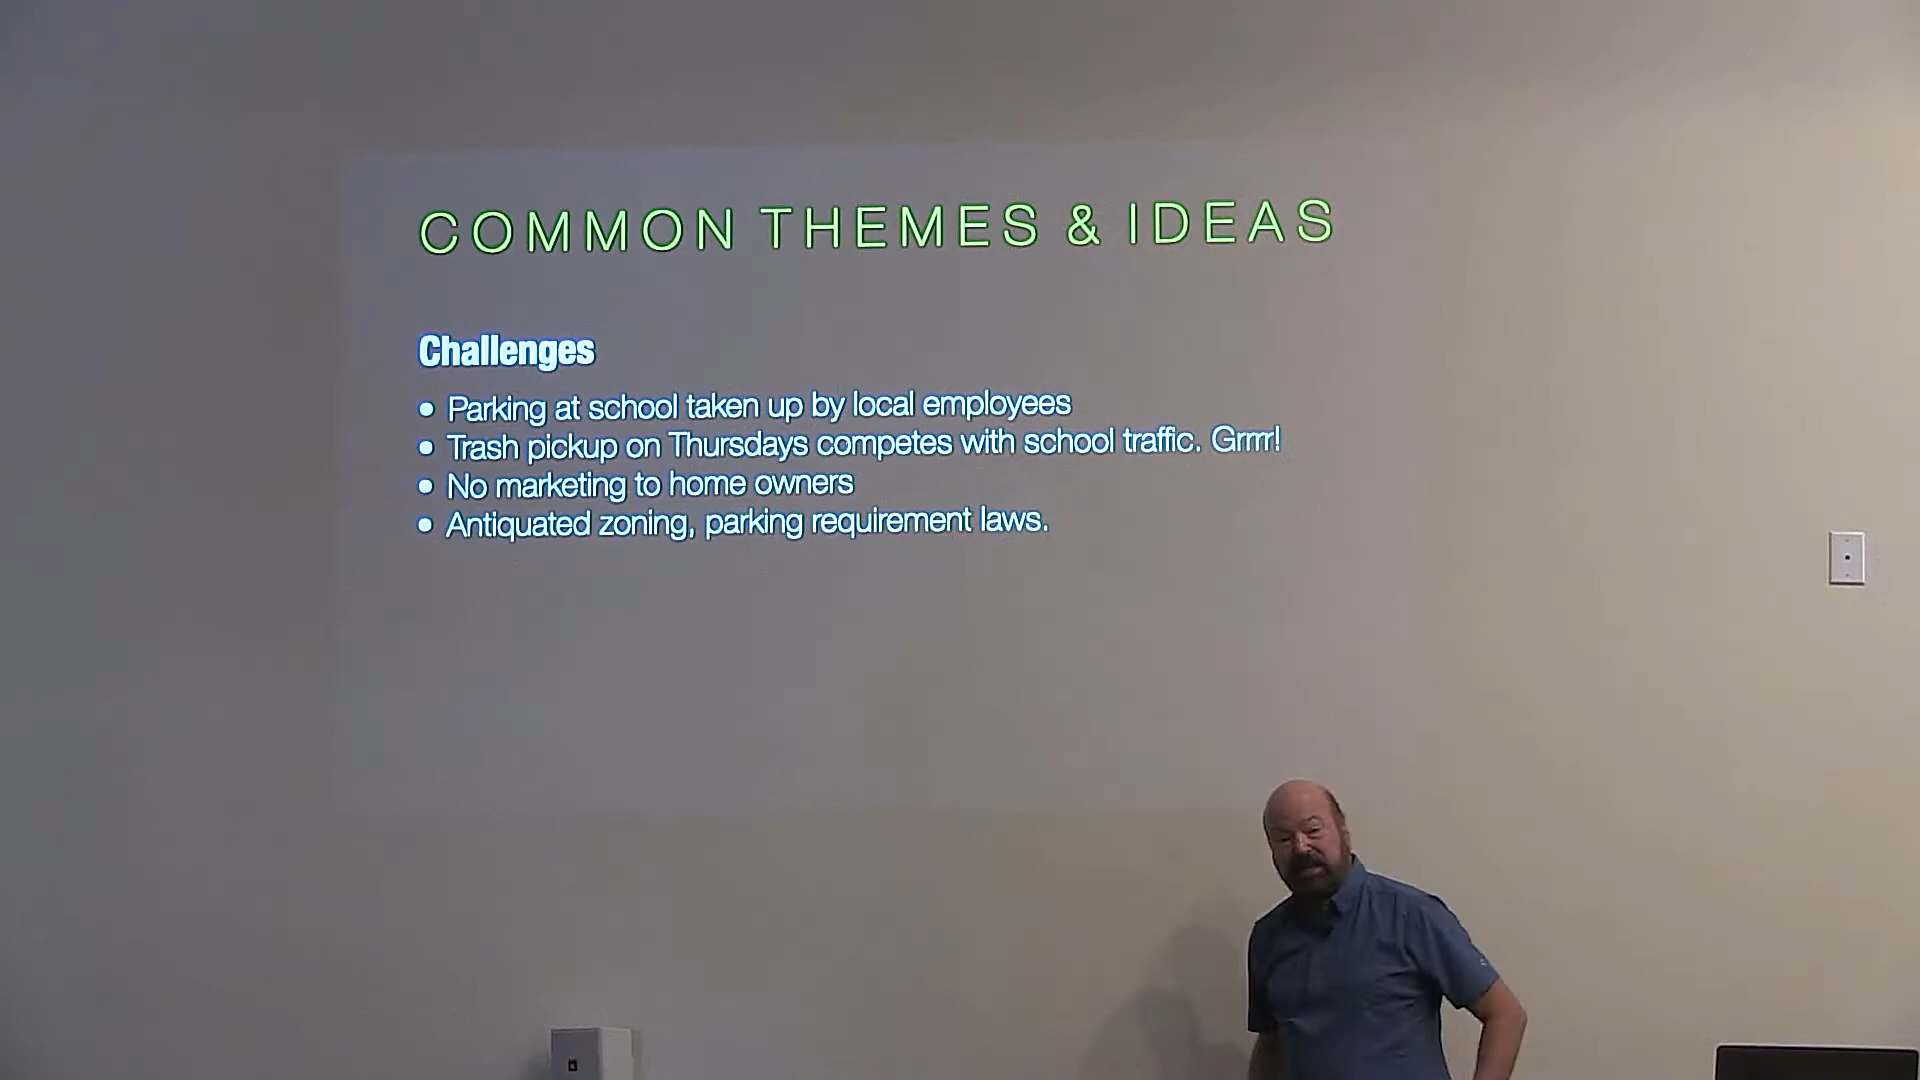 COMMON THEMES & IDEAS
Challenges
• Parking at school taken up by local employees
• Trash pickup on Thursdays competes with school traffic. Grrrr!
• No marketing to home owners
• Antiquated zoning, parking requirement laws.